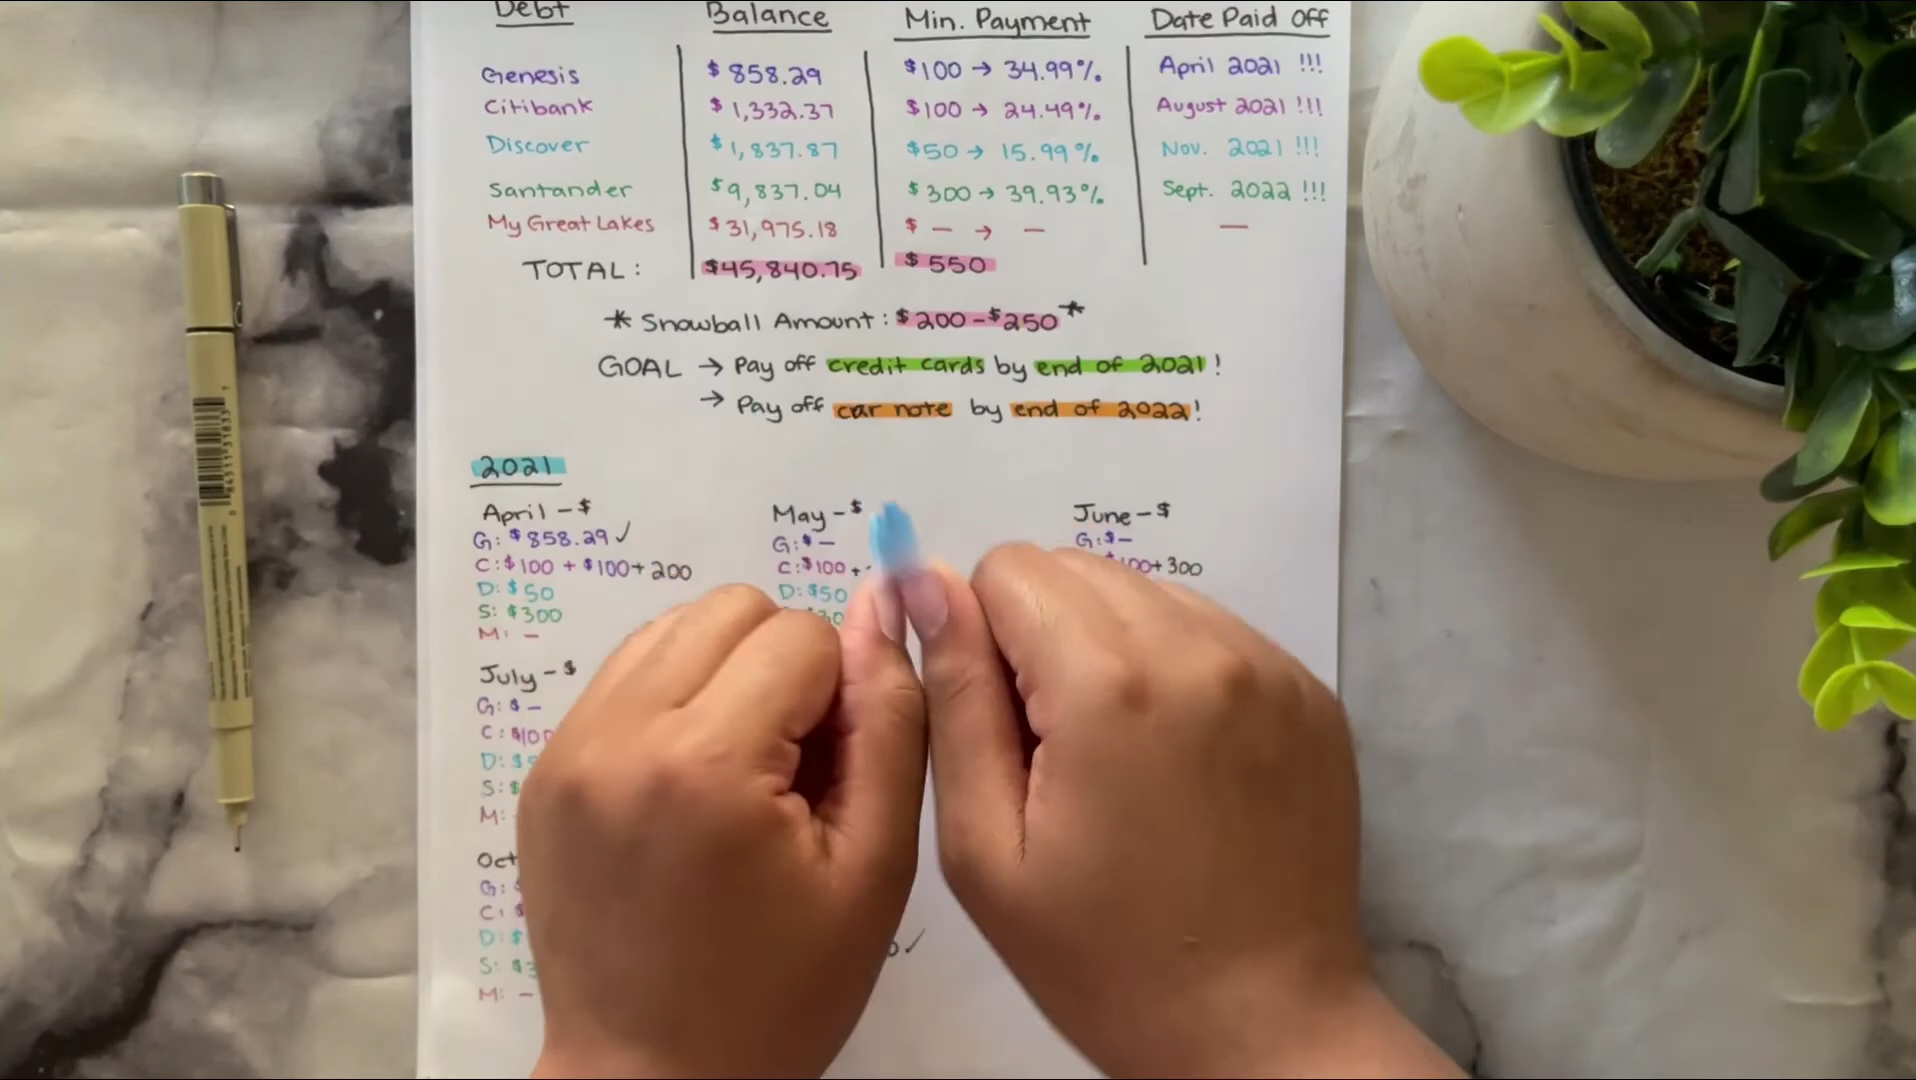 Debt Balance Min. Payment Date Paid Off
Genesis $858.29 $100 → 34.99% April 2021 !!!
Citibank $1,332.37 $100 → 24.49% August 2021 !!!
Discover $1,837.87 $50 → 15.99% Nov. 2021 !!!
Santander $9,837.04 $300 → 39.93% Sept. 2022 !!!
My Great Lakes $31,975.18 $ — → — —
TOTAL: $45,840.75 $550
* Snowball Amount: $200-$250 *
GOAL → Pay off credit cards by end of 2021!
→ Pay off car note by end of 2022!
2021
April - $
G: $858.29 ✓
C: $100 + $100 + 200
D: $50
S: $300
M: —
May - $
G: $ —
C: $100 +
D: $50
June - $
G: $ —
100+300
July - $
G: $ —
C: $100
D: $
S: $
M:
Oct
G: $
C: $
D: $
S: $3
M: —
✓